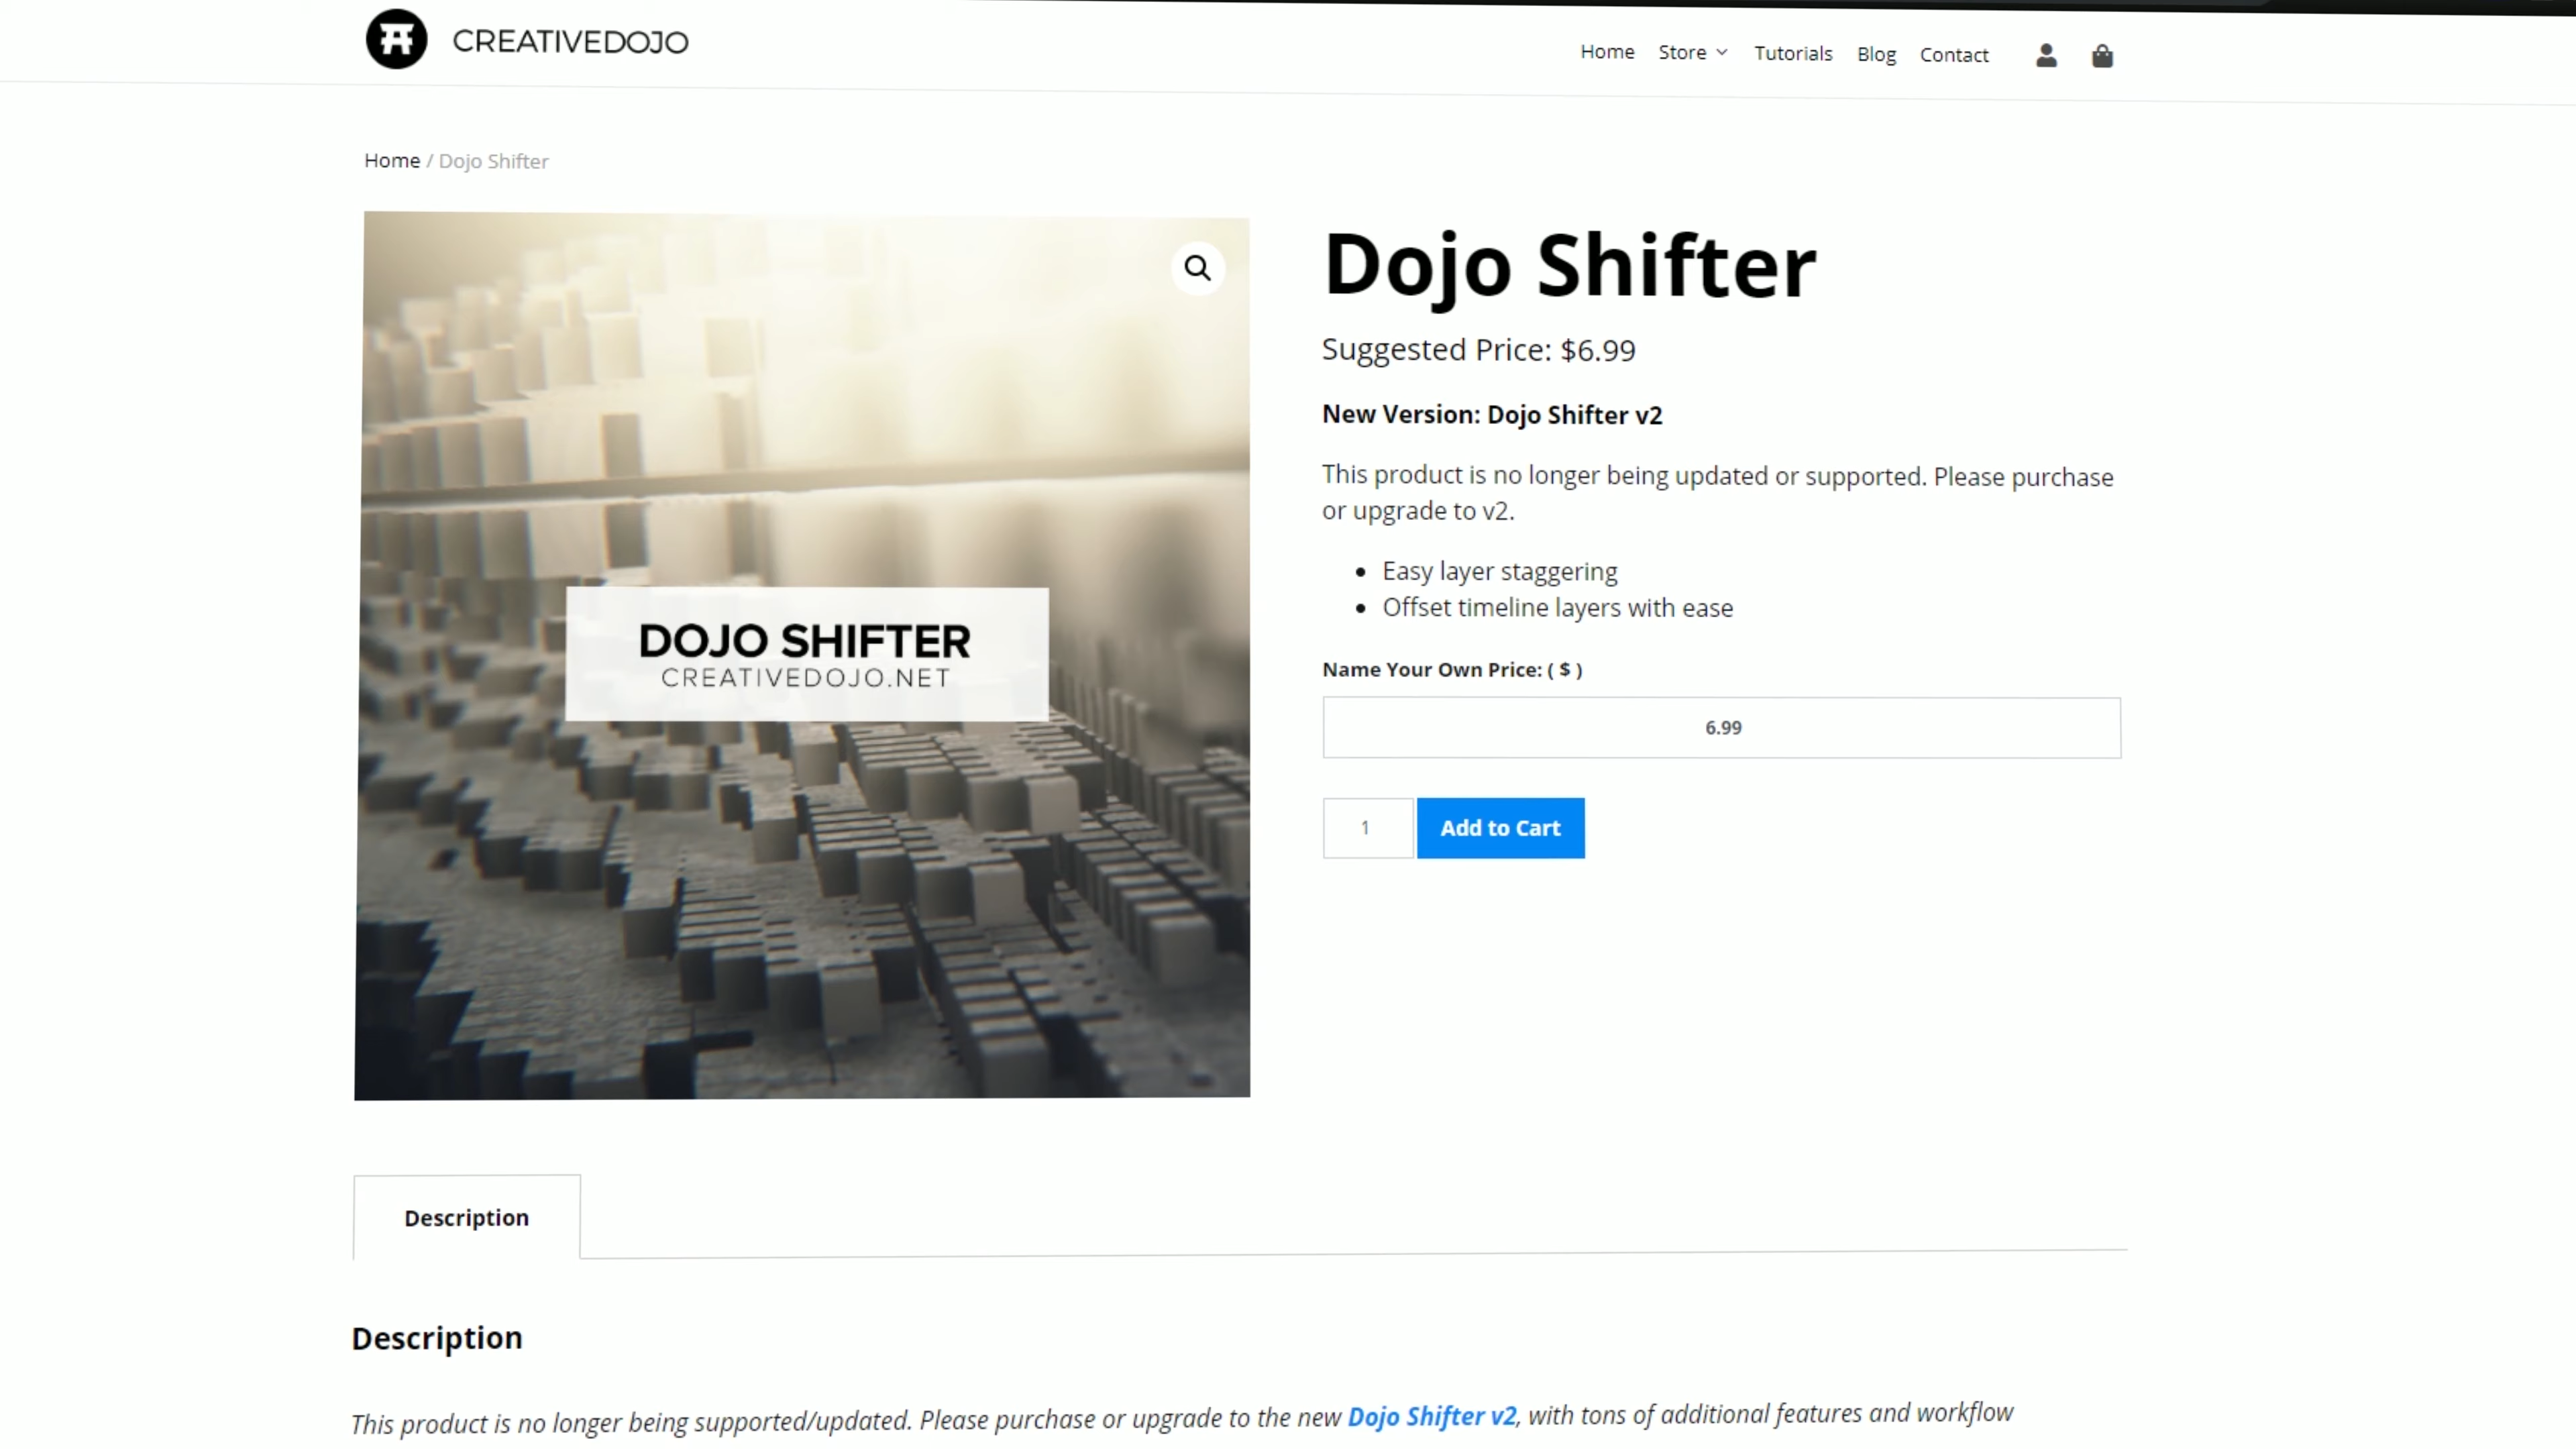 CREATIVEDOJO
Home Store Tutorials Blog Contact
Home / Dojo Shifter
DOJO SHIFTER
CREATIVEDOJO.NET
Dojo Shifter
Suggested Price: $6.99
New Version: Dojo Shifter v2
This product is no longer being updated or supported. Please purchase
or upgrade to v2.
Easy layer staggering
Offset timeline layers with ease
Name Your Own Price: ( $ )
6.99
1 Add to Cart
Description
Description
This product is no longer being supported/updated. Please purchase or upgrade to the new Dojo Shifter v2, with tons of additional features and workflow